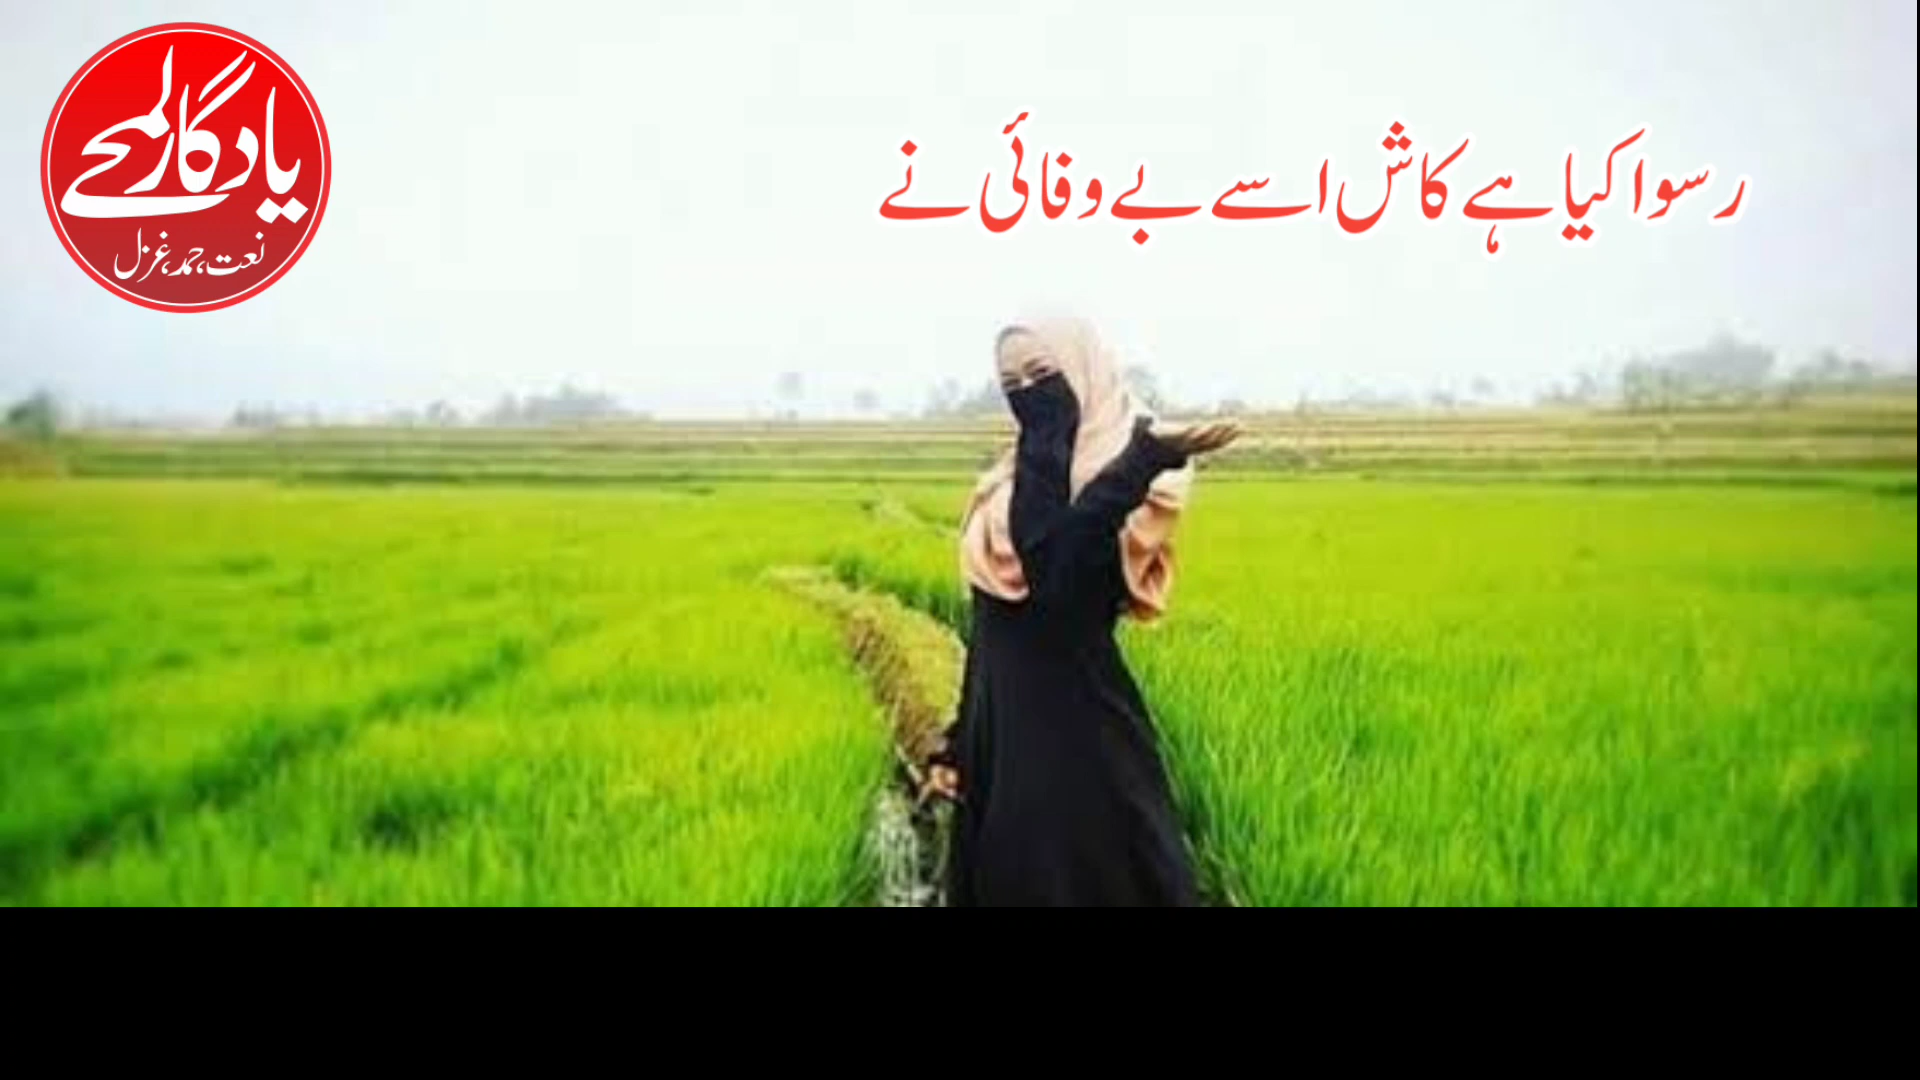 یادگار لمحے
نعت، حمد، غزل
رسوا کیا ہے کاش اسے بے وفائی نے